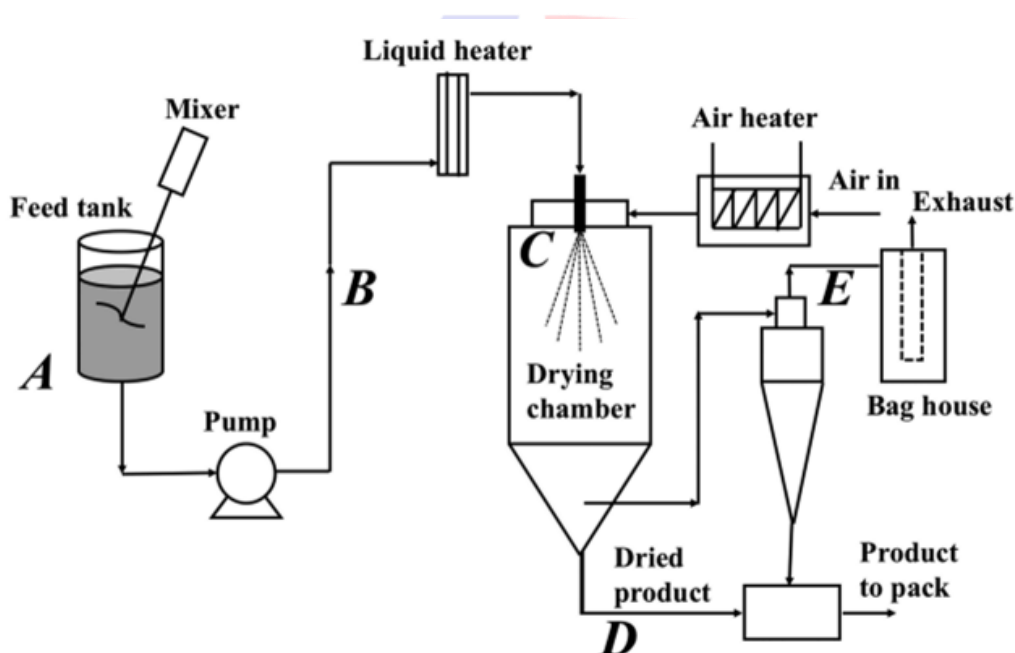 Liquid heater
Mixer
Air heater
Air in
Feed tank
Exhaust
C
B
E
A
Drying
chamber
Bag house
Pump
Dried
product
Product
to pack
D